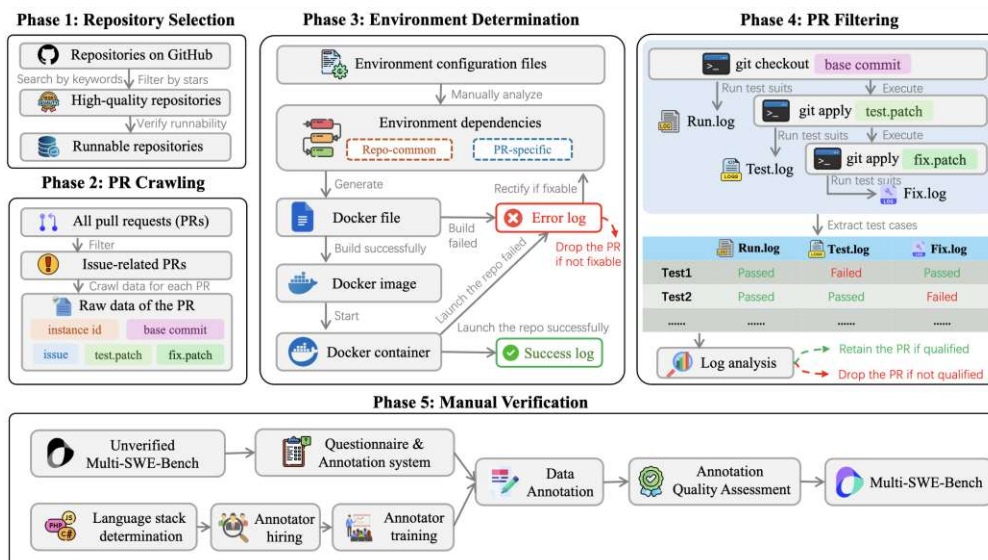 Phase 1: Repository Selection
Repositories on GitHub
Search by keywords
Filter by stars
High-quality repositories
Verify runnability
Runnable repositories
Phase 2: PR Crawling
All pull requests (PRs)
Filter
Issue-related PRs
Crawl data for each PR
Raw data of the PR
instance id
base commit
issue
test.patch
fix.patch
Phase 3: Environment Determination
Environment configuration files
Manually analyze
Environment dependencies
Repo-common
PR-specific
Generate
Rectify if fixable
Docker file
Build
failed
Error log
Build successfully
Drop the PR
if not fixable
Docker image
Launch the repo failed
Start
Launch the repo successfully
Docker container
Success log
Phase 4: PR Filtering
git checkout
base commit
Run test suits
Execute
Run.log
git apply
test.patch
Run test suits
Execute
Test.log
git apply
fix.patch
Run test suits
Fix.log
Extract test cases
Run.log
Test.log
Fix.log
Test1
Passed
Failed
Passed
Test2
Passed
Passed
Failed
......
......
......
......
Log analysis
Retain the PR if qualified
Drop the PR if not qualified
Phase 5: Manual Verification
Unverified
Multi-SWE-Bench
Questionnaire &
Annotation system
Language stack
determination
Annotator
hiring
Annotator
training
Data
Annotation
Annotation
Quality Assessment
Multi-SWE-Bench
PHP
JS
C#